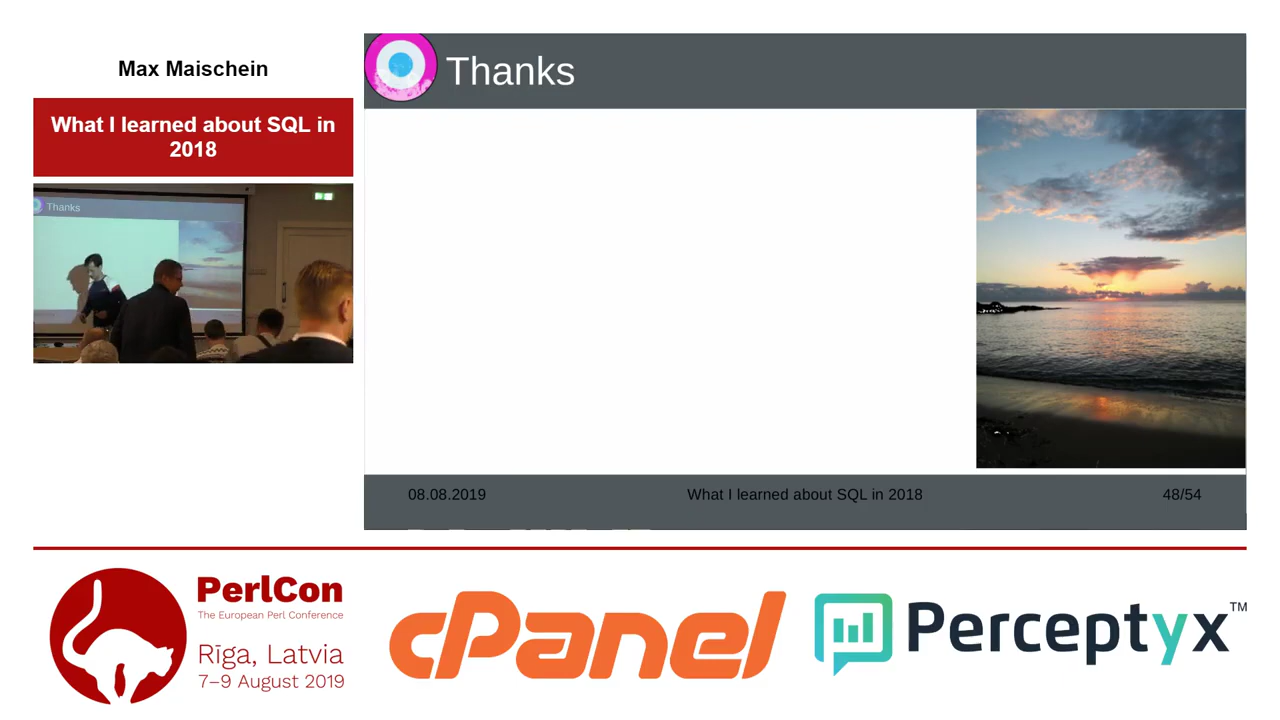 Max Maischein
What I learned about SQL in
2018
Thanks
Thanks
08.08.2019
What I learned about SQL in 2018
48/54
PerlCon
The European Perl Conference
Rīga, Latvia
7–9 August 2019
cPanel
Perceptyx™